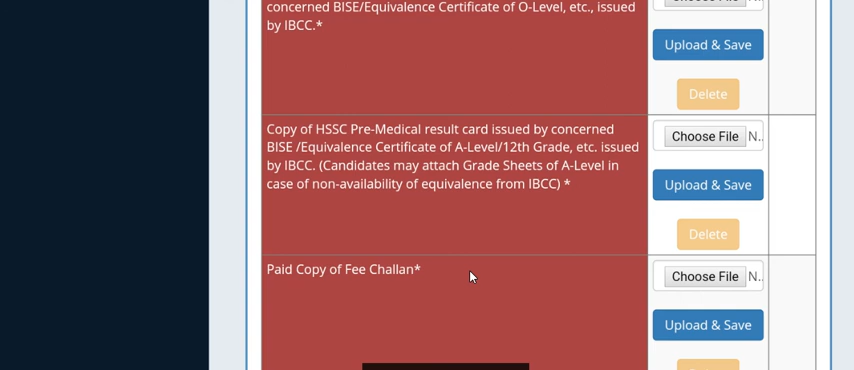 concerned BISE/Equivalence Certificate of O-Level, etc., issued
by IBCC.*
Choose File N..
Upload & Save
Delete
Copy of HSSC Pre-Medical result card issued by concerned
BISE /Equivalence Certificate of A-Level/12th Grade, etc. issued
by IBCC. (Candidates may attach Grade Sheets of A-Level in
case of non-availability of equivalence from IBCC) *
Choose File N..
Upload & Save
Delete
Paid Copy of Fee Challan*
Choose File N..
Upload & Save